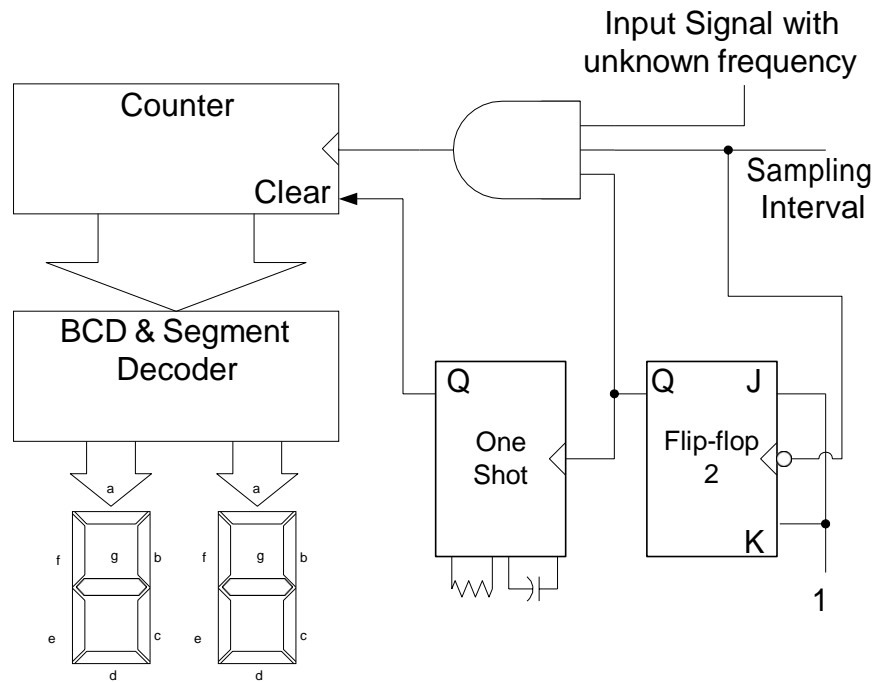 Input Signal with
unknown frequency
Counter
Clear
Sampling
Interval
BCD & Segment
Decoder
Q
One
Shot
Q
J
Flip-flop
2
K
1
a
f
g
b
e
c
d
a
f
g
b
e
c
d